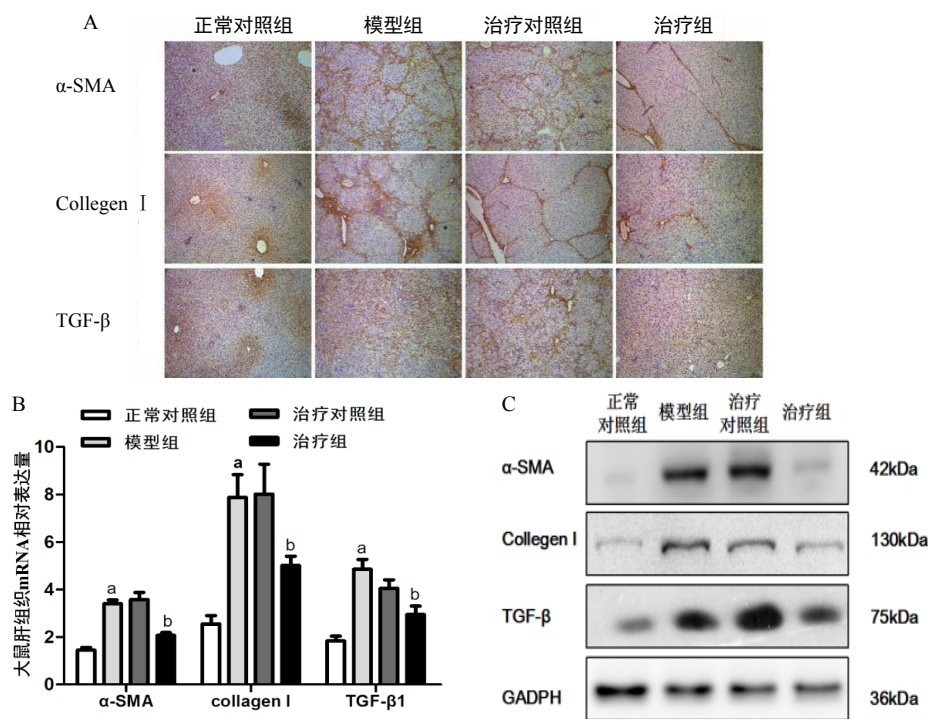 A
正常对照组 模型组 治疗对照组 治疗组
α-SMA
Collegen Ⅰ
TGF-β
B
正常对照组 治疗对照组
模型组 治疗组
大鼠肝组织mRNA相对表达量
10
8
6
4
2
0
a b
a b
a b
α-SMA collagen I TGF-β1
C
正常对照组 模型组 治疗对照组 治疗组
α-SMA 42kDa
Collegen I 130kDa
TGF-β 75kDa
GADPH 36kDa